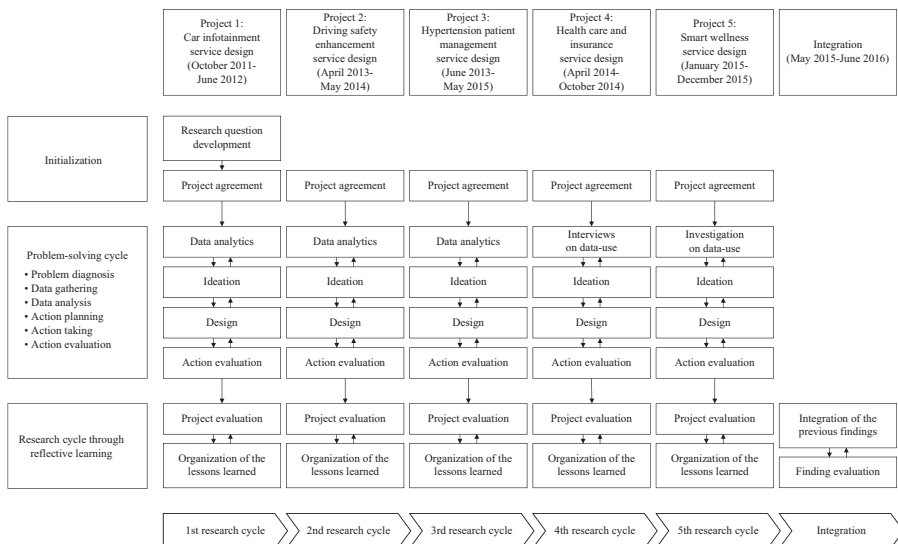 Project 1:
Car infotainment
service design
(October 2011-
June 2012)
Project 2:
Driving safety
enhancement
service design
(April 2013-
May 2014)
Project 3:
Hypertension patient
management
service design
(June 2013-
May 2015)
Project 4:
Health care and
insurance
service design
(April 2014-
October 2014)
Project 5:
Smart wellness
service design
(January 2015-
December 2015)
Integration
(May 2015-June 2016)
Initialization
Research question
development
Project agreement
Project agreement
Project agreement
Project agreement
Project agreement
Problem-solving cycle
• Problem diagnosis
• Data gathering
• Data analysis
• Action planning
• Action taking
• Action evaluation
Data analytics
Data analytics
Data analytics
Interviews
on data-use
Investigation
on data-use
Ideation
Ideation
Ideation
Ideation
Ideation
Design
Design
Design
Design
Design
Action evaluation
Action evaluation
Action evaluation
Action evaluation
Action evaluation
Research cycle through
reflective learning
Project evaluation
Project evaluation
Project evaluation
Project evaluation
Project evaluation
Integration of the
previous findings
Organization of the
lessons learned
Organization of the
lessons learned
Organization of the
lessons learned
Organization of the
lessons learned
Organization of the
lessons learned
Finding evaluation
1st research cycle
2nd research cycle
3rd research cycle
4th research cycle
5th research cycle
Integration